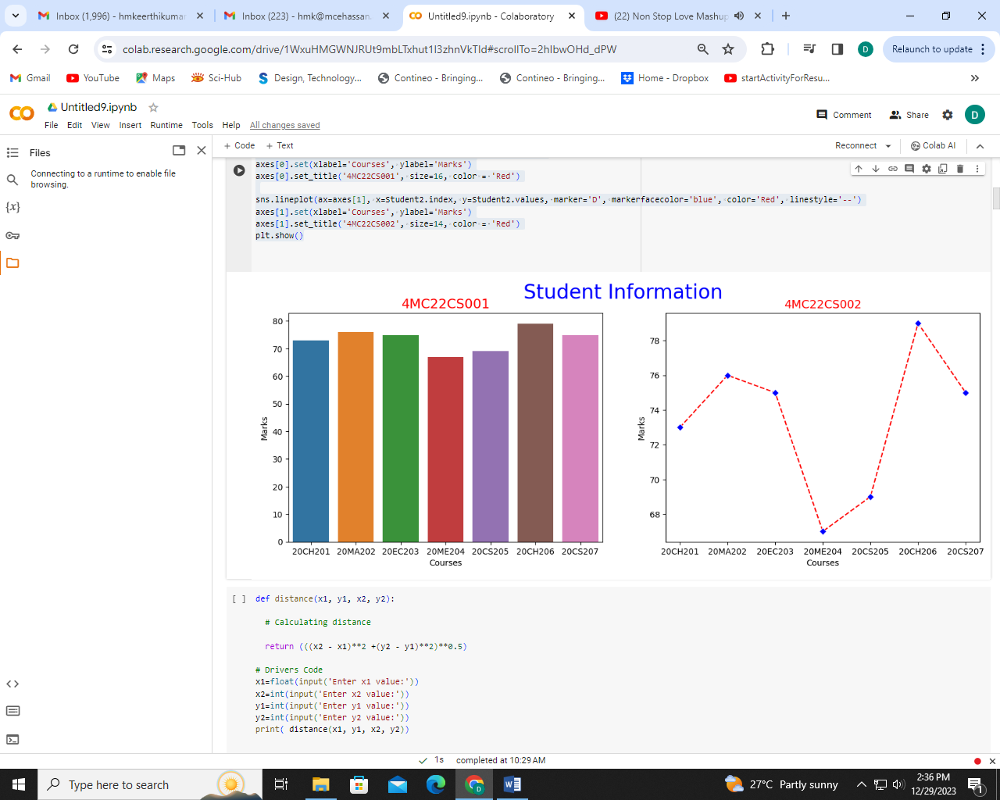 Inbox (1,996) - hmkeerthikumar
Inbox (223) - hmk@mcehassan.
Untitled9.ipynb - Colaboratory
(22) Non Stop Love Mashup
colab.research.google.com/drive/1WxuHMGWNJRUt9mbLTxhut1I3zhnVkTId#scrollTo=2hIbwOHd_dPW
D
Relaunch to update
Gmail
YouTube
Maps
Sci-Hub
Design, Technology...
Contineo - Bringing...
Contineo - Bringing...
Home - Dropbox
startActivityForResu...
Untitled9.ipynb
File Edit View Insert Runtime Tools Help All changes saved
Comment
Share
D
Files
Connecting to a runtime to enable file
browsing.
+ Code + Text
Reconnect
Colab AI
axes[0].set(xlabel='Courses', ylabel='Marks')
axes[0].set_title('4MC22CS001', size=16, color = 'Red')
sns.lineplot(ax=axes[1], x=Student2.index, y=Student2.values, marker='D', markerfacecolor='blue', color='Red', linestyle='--')
axes[1].set(xlabel='Courses', ylabel='Marks')
axes[1].set_title('4MC22CS002', size=14, color = 'Red')
plt.show()
Student Information
4MC22CS001
Marks
80
70
60
50
40
30
20
10
0
20CH201 20MA202 20EC203 20ME204 20CS205 20CH206 20CS207
Courses
4MC22CS002
Marks
78
76
74
72
70
68
20CH201 20MA202 20EC203 20ME204 20CS205 20CH206 20CS207
Courses
[ ] def distance(x1, y1, x2, y2):
# Calculating distance
return (((x2 - x1)**2 +(y2 - y1)**2)**0.5)
# Drivers Code
x1=float(input('Enter x1 value:'))
x2=int(input('Enter x2 value:'))
y1=int(input('Enter y1 value:'))
y2=int(input('Enter y2 value:'))
print( distance(x1, y1, x2, y2))
{x}
1s completed at 10:29 AM
Type here to search
27°C Partly sunny
2:36 PM
12/29/2023
1